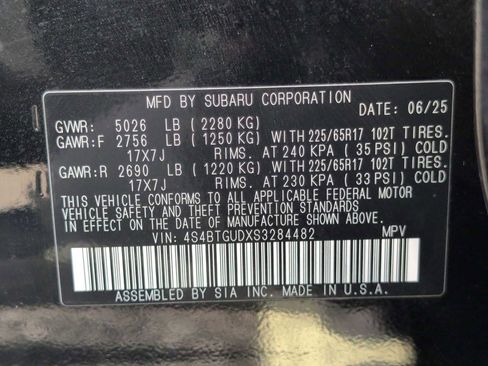 MFD BY SUBARU CORPORATION
DATE: 06/25
GVWR: 5026 LB (2280 KG)
GAWR:F 2756 LB (1250 KG) WITH 225/65R17 102T TIRES.
17X7J RIMS. AT 240 KPA (35 PSI) COLD
GAWR:R 2690 LB (1220 KG) WITH 225/65R17 102T TIRES.
17X7J RIMS. AT 230 KPA (33 PSI) COLD
THIS VEHICLE CONFORMS TO ALL APPLICABLE FEDERAL MOTOR
VEHICLE SAFETY AND THEFT PREVENTION STANDARDS
IN EFFECT ON THE DATE OF MANUFACTURE SHOWN ABOVE.
VIN: 4S4BTGUDXS3284482 MPV
ASSEMBLED BY SIA INC. MADE IN U.S.A.